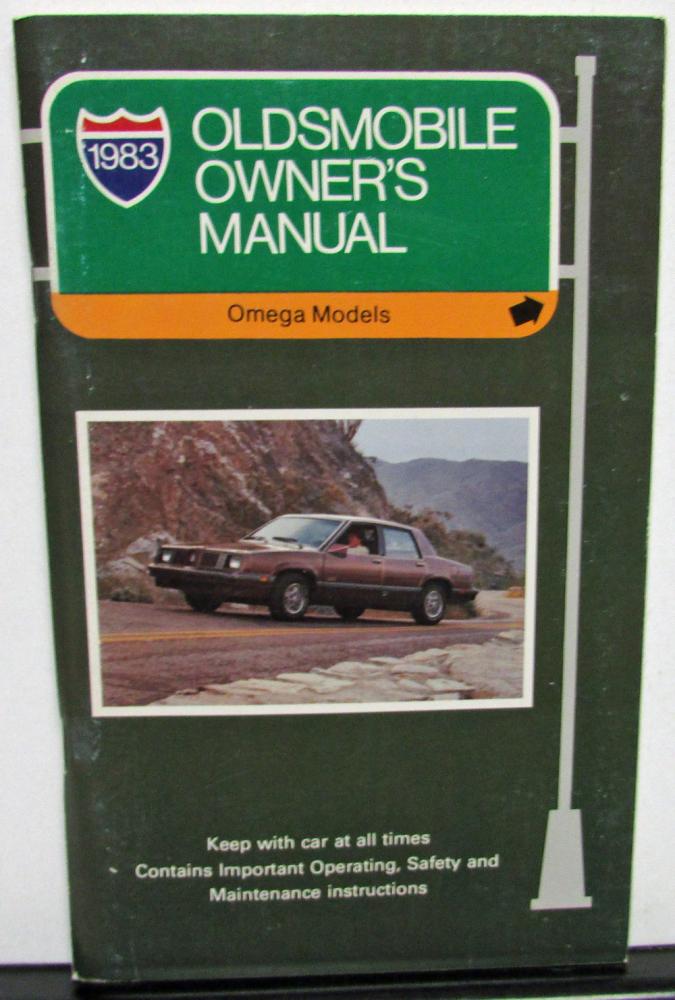 1983
OLDSMOBILE
OWNER'S
MANUAL
Omega Models
Keep with car at all times
Contains Important Operating, Safety and
Maintenance instructions